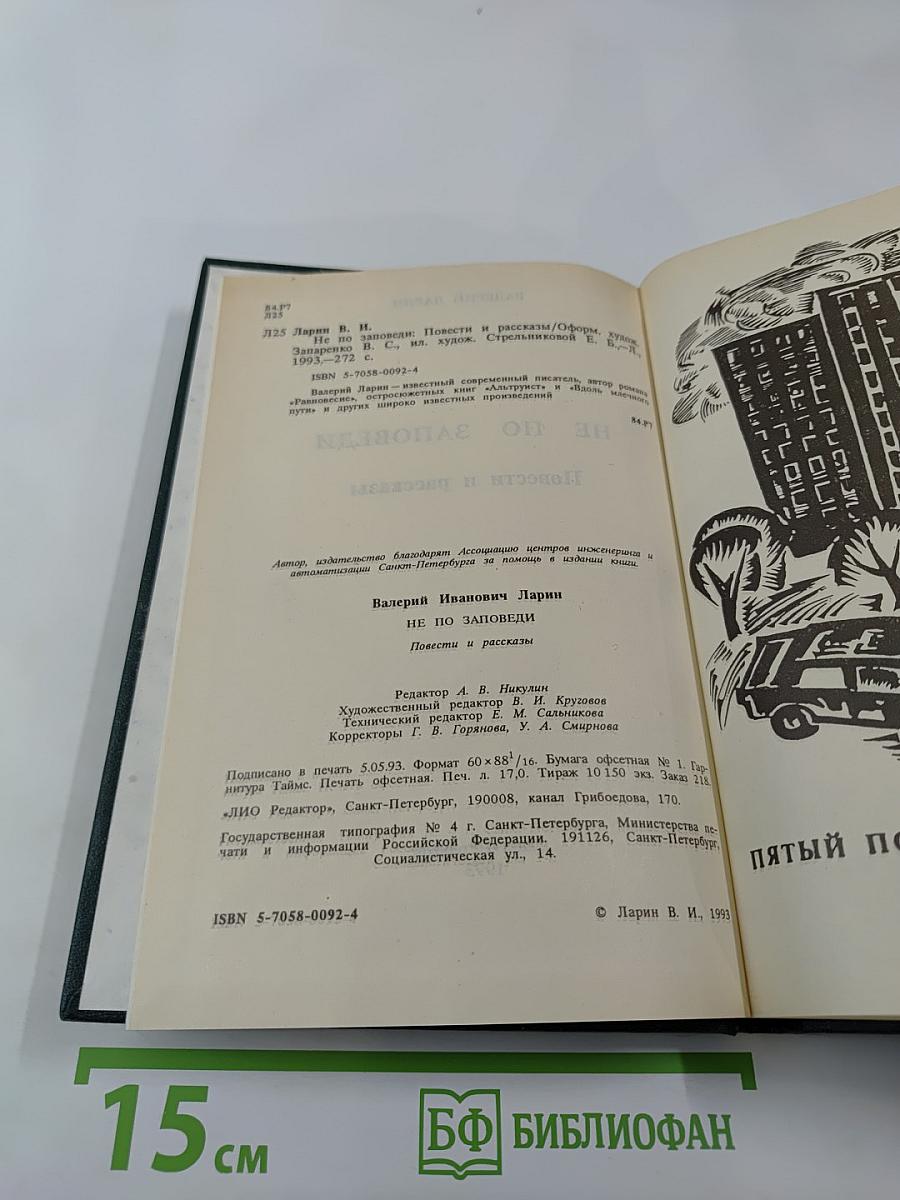 84.Р7
Л25
Л25 Ларин В. И.
Не по заповеди: Повести и рассказы/Оформ. худож.
Запаренко В. С., ил. худож. Стрельниковой Е. Б.,—Л.,
1993,—272 с.
ISBN 5-7058-0092-4
Валерий Ларин — известный современный писатель, автор романа
«Равновесие», остросюжетных книг «Альтруист» и «Вдоль млечного
пути» и других широко известных произведений
84.Р7
Автор, издательство благодарят Ассоциацию центров инженеринга и
автоматизации Санкт-Петербурга за помощь в издании книги.
Валерий Иванович Ларин
НЕ ПО ЗАПОВЕДИ
Повести и рассказы
Редактор А. В. Никулин
Художественный редактор В. И. Круговов
Технический редактор Е. М. Сальникова
Корректоры Г. В. Горянова, У. А. Смирнова
Подписано в печать 5.05.93. Формат 60×88 1/16. Бумага офсетная № 1. Гар-
нитура Таймс. Печать офсетная. Печ. л. 17,0. Тираж 10 150 экз. Заказ 218.
«ЛИО Редактор», Санкт-Петербург, 190008, канал Грибоедова, 170.
Государственная типография № 4 г. Санкт-Петербурга, Министерства пе-
чати и информации Российской Федерации. 191126, Санкт-Петербург,
Социалистическая ул., 14.
ISBN 5-7058-0092-4
© Ларин В. И., 1993
ПЯТЫЙ ПО
15 см
БФ БИБЛИОФАН